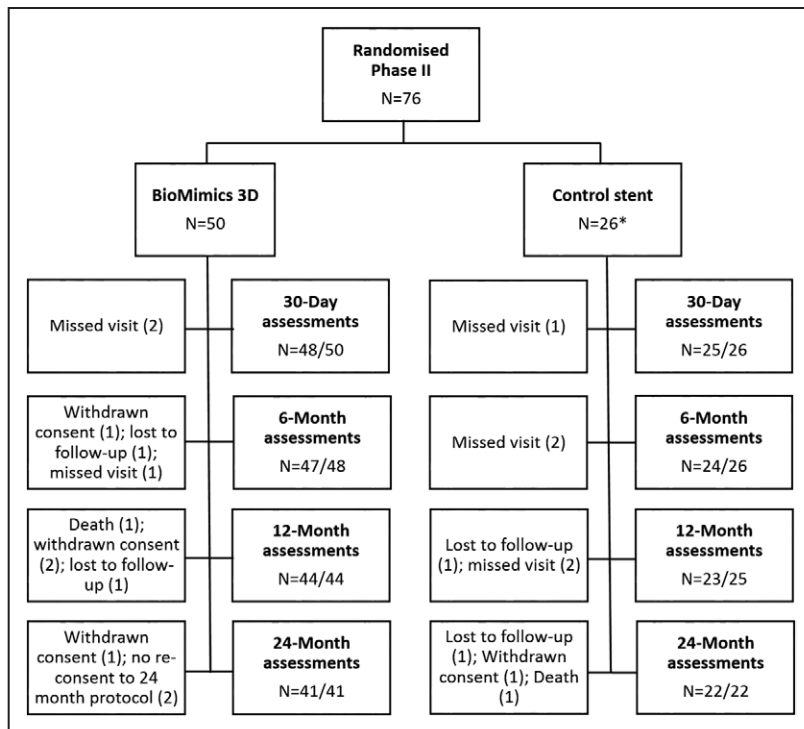 Randomised
Phase II
N=76
BioMimics 3D
N=50
Control stent
N=26*
Missed visit (2)
30-Day
assessments
N=48/50
Missed visit (1)
30-Day
assessments
N=25/26
Withdrawn
consent (1); lost
to follow-up (1);
missed visit (1)
6-Month
assessments
N=47/48
Missed visit (2)
6-Month
assessments
N=24/26
Death (1);
withdrawn consent
(2); lost to follow-
up (1)
12-Month
assessments
N=44/44
Lost to follow-up
(1); missed visit (2)
12-Month
assessments
N=23/25
Withdrawn
consent (1); no re-
consent to 24
month protocol (2)
24-Month
assessments
N=41/41
Lost to follow-up
(1); Withdrawn
consent (1); Death
(1)
24-Month
assessments
N=22/22